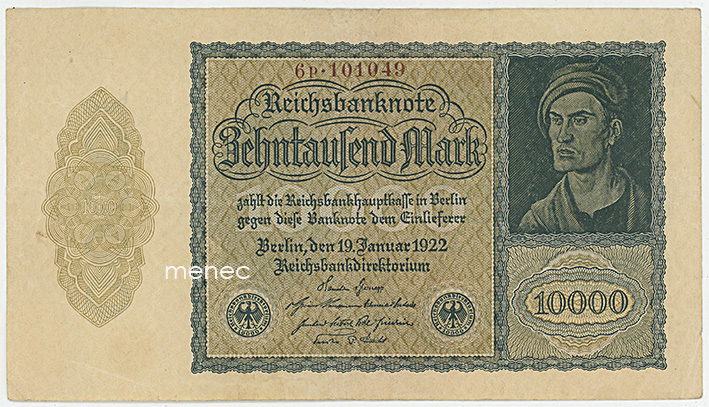 6P·101049
Reichsbanknote
Zehntausend Mark
zahlt die Reichsbankhauptkasse in Berlin
gegen diese Banknote dem Einlieferer
Berlin, den 19. Januar 1922
Reichsbankdirektorium
menec
10000